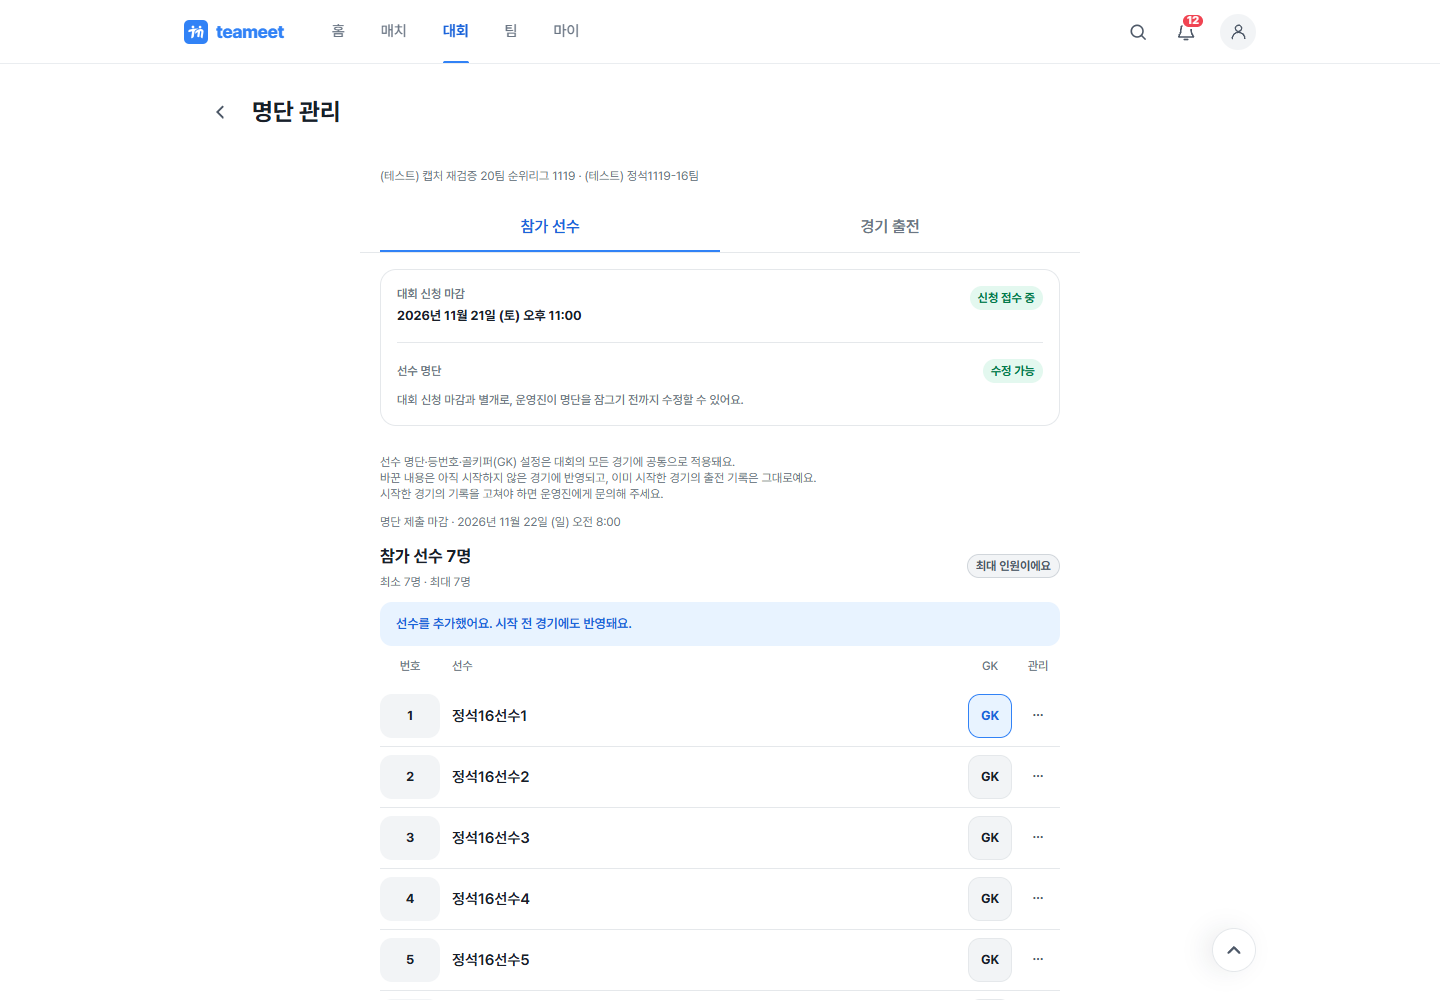 teameet
홈 매치 대회 팀 마이
12
명단 관리
(테스트) 캡처 재검증 20팀 순위리그 1119 · (테스트) 정석1119-16팀
참가 선수 경기 출전
대회 신청 마감 신청 접수 중
2026년 11월 21일 (토) 오후 11:00
선수 명단 수정 가능
대회 신청 마감과 별개로, 운영진이 명단을 잠그기 전까지 수정할 수 있어요.
선수 명단·등번호·골키퍼(GK) 설정은 대회의 모든 경기에 공통으로 적용돼요.
바꾼 내용은 아직 시작하지 않은 경기에 반영되고, 이미 시작한 경기의 출전 기록은 그대로예요.
시작한 경기의 기록을 고쳐야 하면 운영진에게 문의해 주세요.
명단 제출 마감 · 2026년 11월 22일 (일) 오전 8:00
참가 선수 7명 최대 인원이에요
최소 7명 · 최대 7명
선수를 추가했어요. 시작 전 경기에도 반영돼요.
번호 선수 GK 관리
1 정석16선수1 GK ···
2 정석16선수2 GK ···
3 정석16선수3 GK ···
4 정석16선수4 GK ···
5 정석16선수5 GK ···